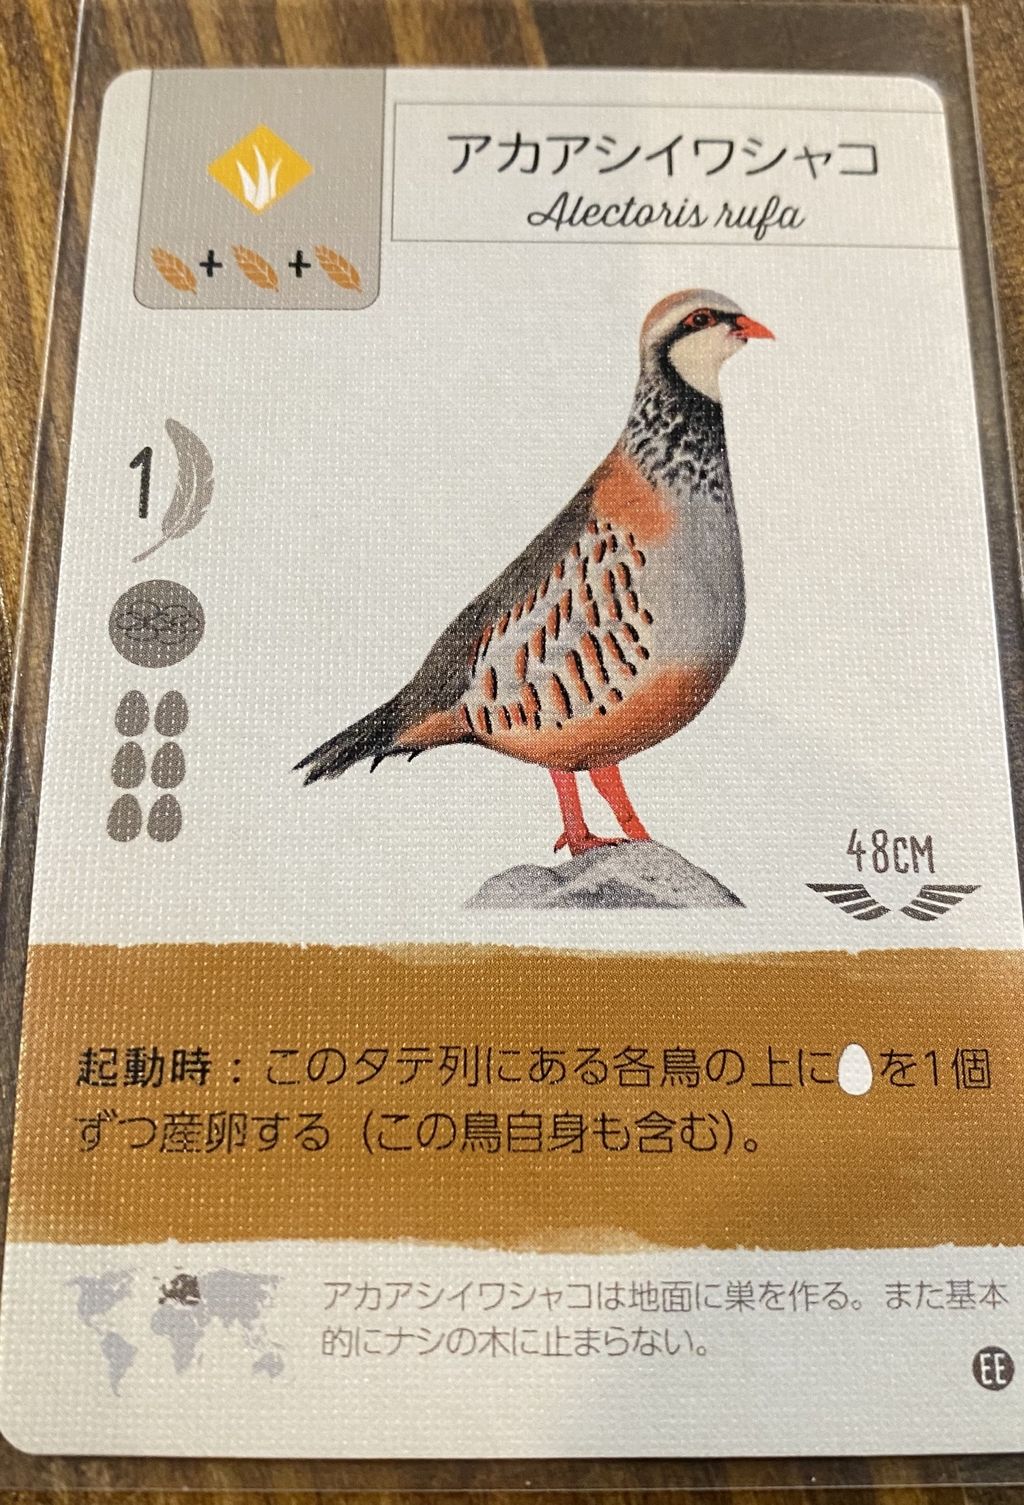 アカアシイワシャコ
Alectoris rufa
+ +
1
48CM
起動時：このタテ列にある各鳥の上にを1個
ずつ産卵する（この鳥自身も含む）。
アカアシイワシャコは地面に巣を作る。また基本
的にナシの木に止まらない。
EE